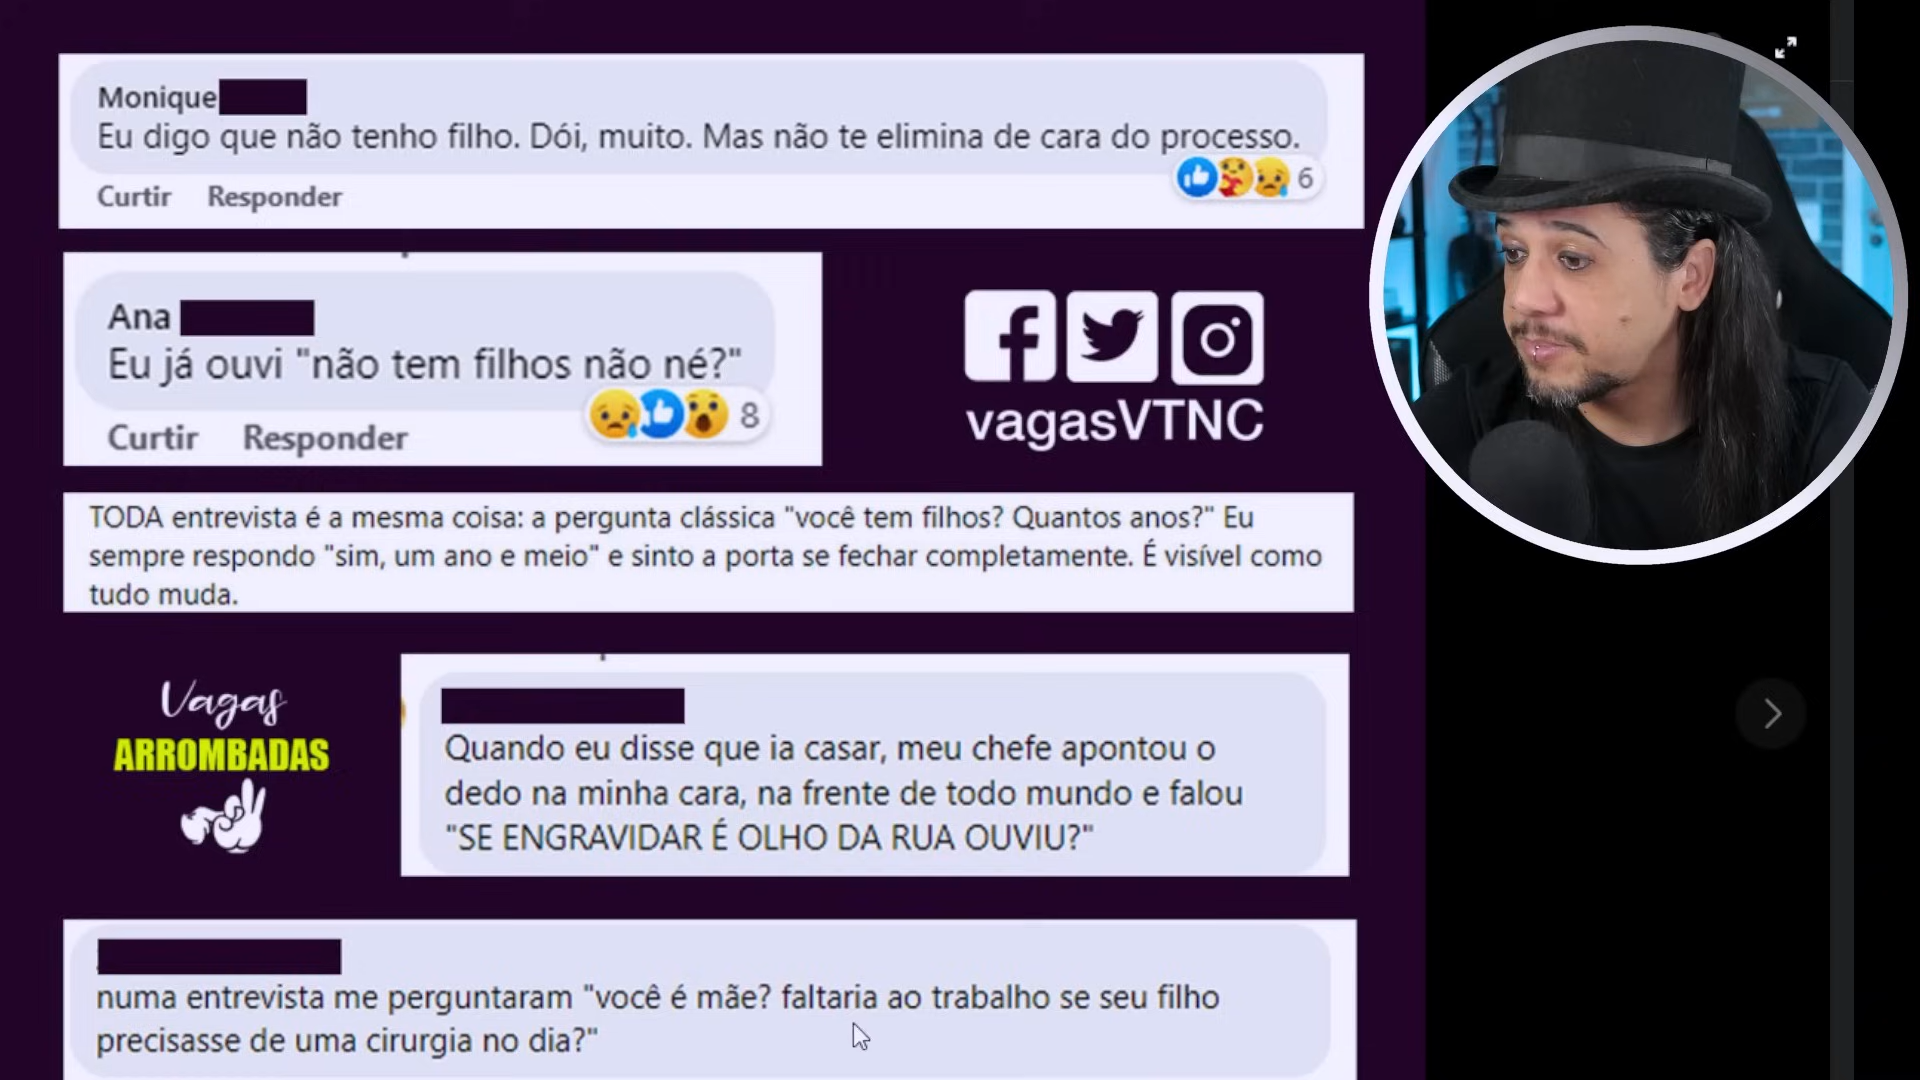 Monique
Eu digo que não tenho filho. Dói, muito. Mas não te elimina de cara do processo.
6
Curtir Responder
Ana
Eu já ouvi "não tem filhos não né?"
8
Curtir Responder
vagasVTNC
TODA entrevista é a mesma coisa: a pergunta clássica "você tem filhos? Quantos anos?" Eu
sempre respondo "sim, um ano e meio" e sinto a porta se fechar completamente. É visível como
tudo muda.
Vagas
ARROMBADAS
Quando eu disse que ia casar, meu chefe apontou o
dedo na minha cara, na frente de todo mundo e falou
"SE ENGRAVIDAR É OLHO DA RUA OUVIU?"
numa entrevista me perguntaram "você é mãe? faltaria ao trabalho se seu filho
precisasse de uma cirurgia no dia?"